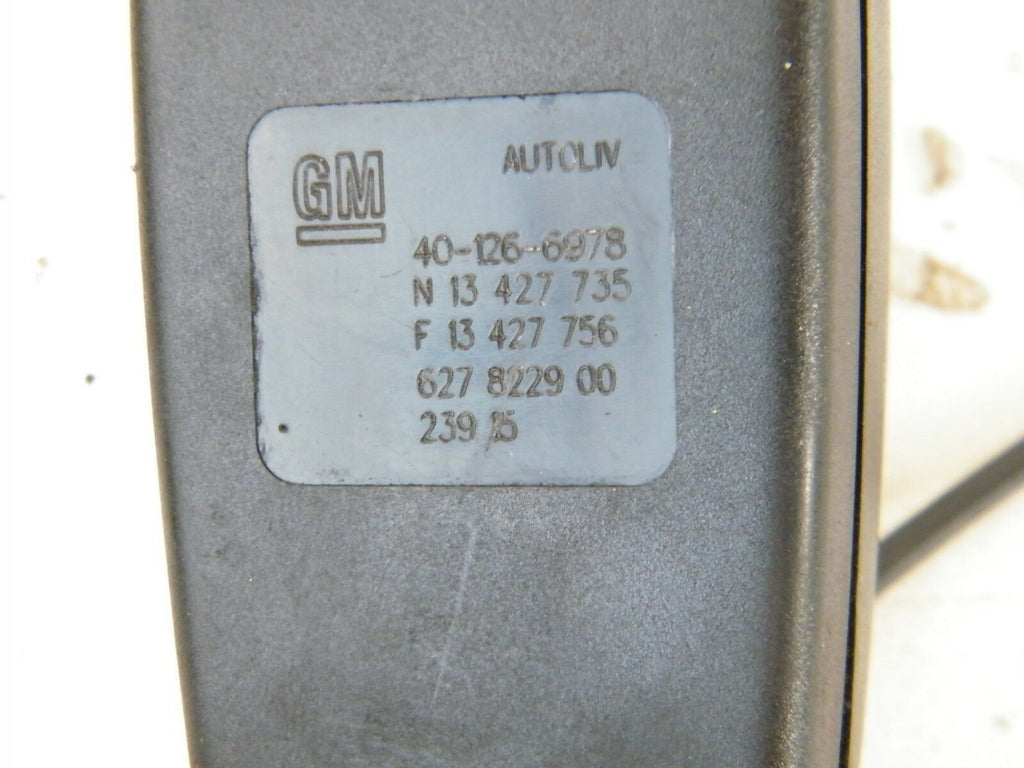 GM
AUTOLIV
40-126-6978
N 13 427 735
F 13 427 756
627 8229 00
239 15